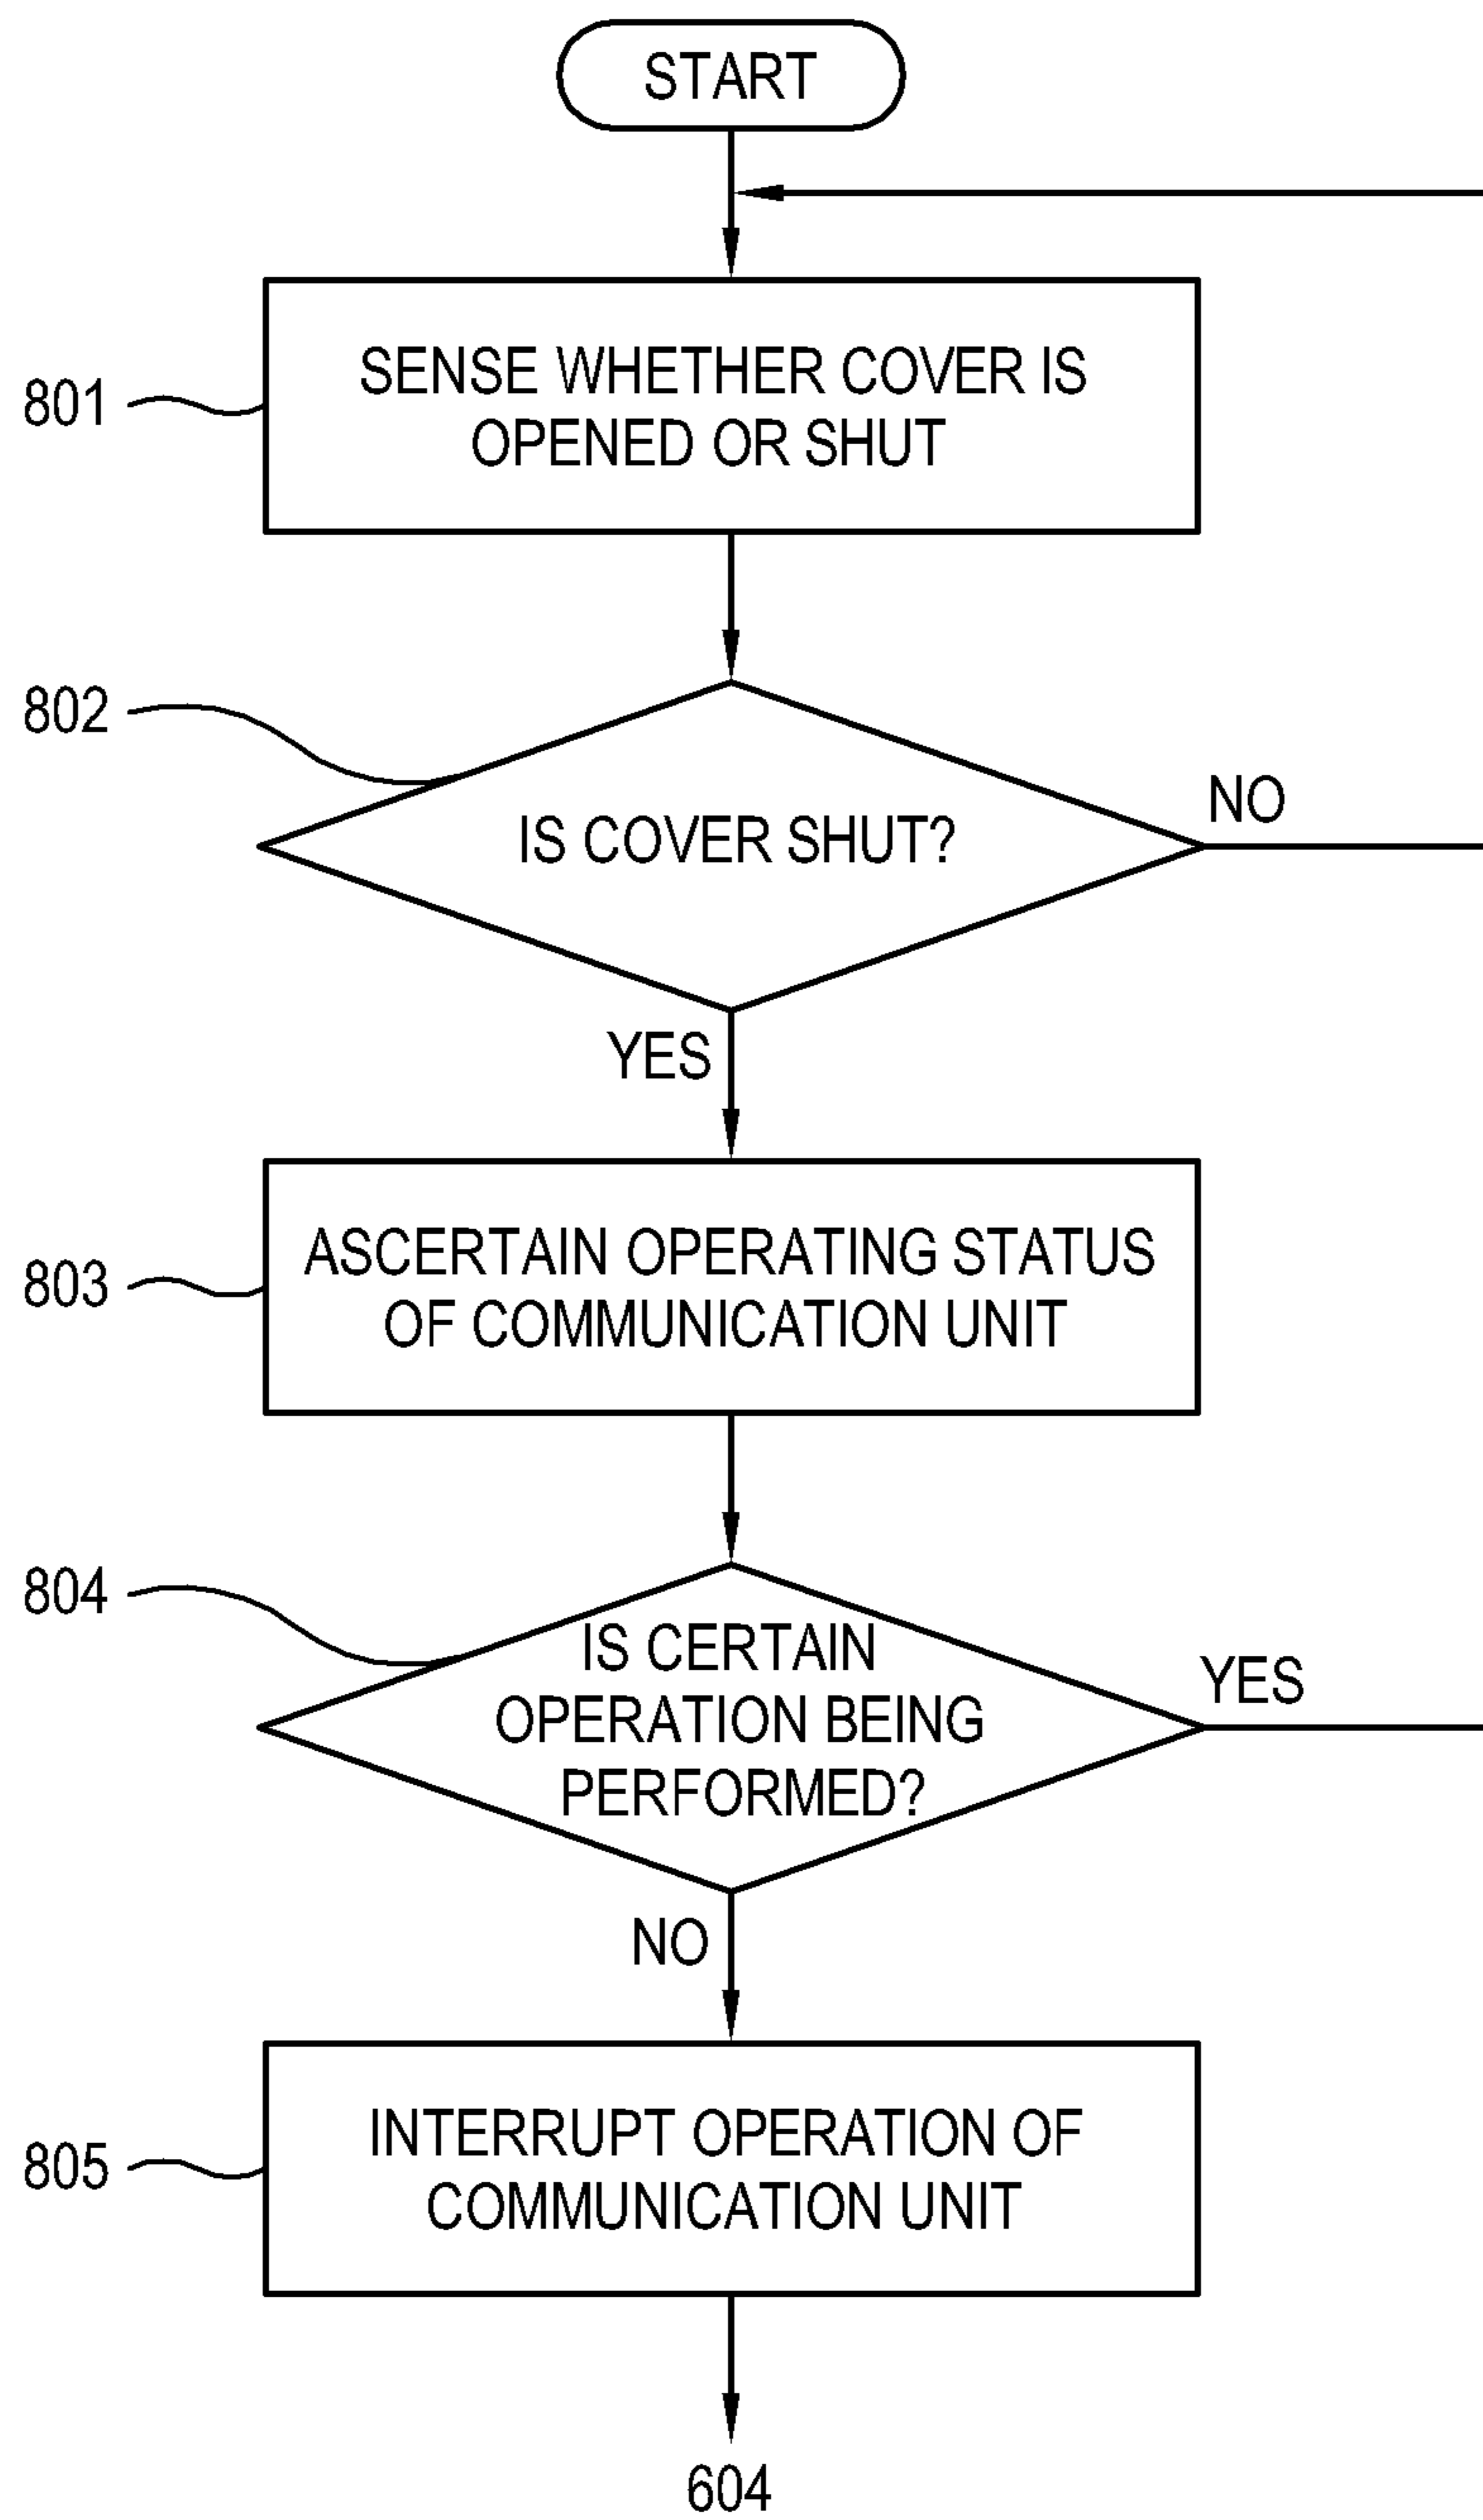 START
801
SENSE WHETHER COVER IS
OPENED OR SHUT
802
IS COVER SHUT?
NO
YES
803
ASCERTAIN OPERATING STATUS
OF COMMUNICATION UNIT
804
IS CERTAIN
OPERATION BEING
PERFORMED?
YES
NO
805
INTERRUPT OPERATION OF
COMMUNICATION UNIT
604